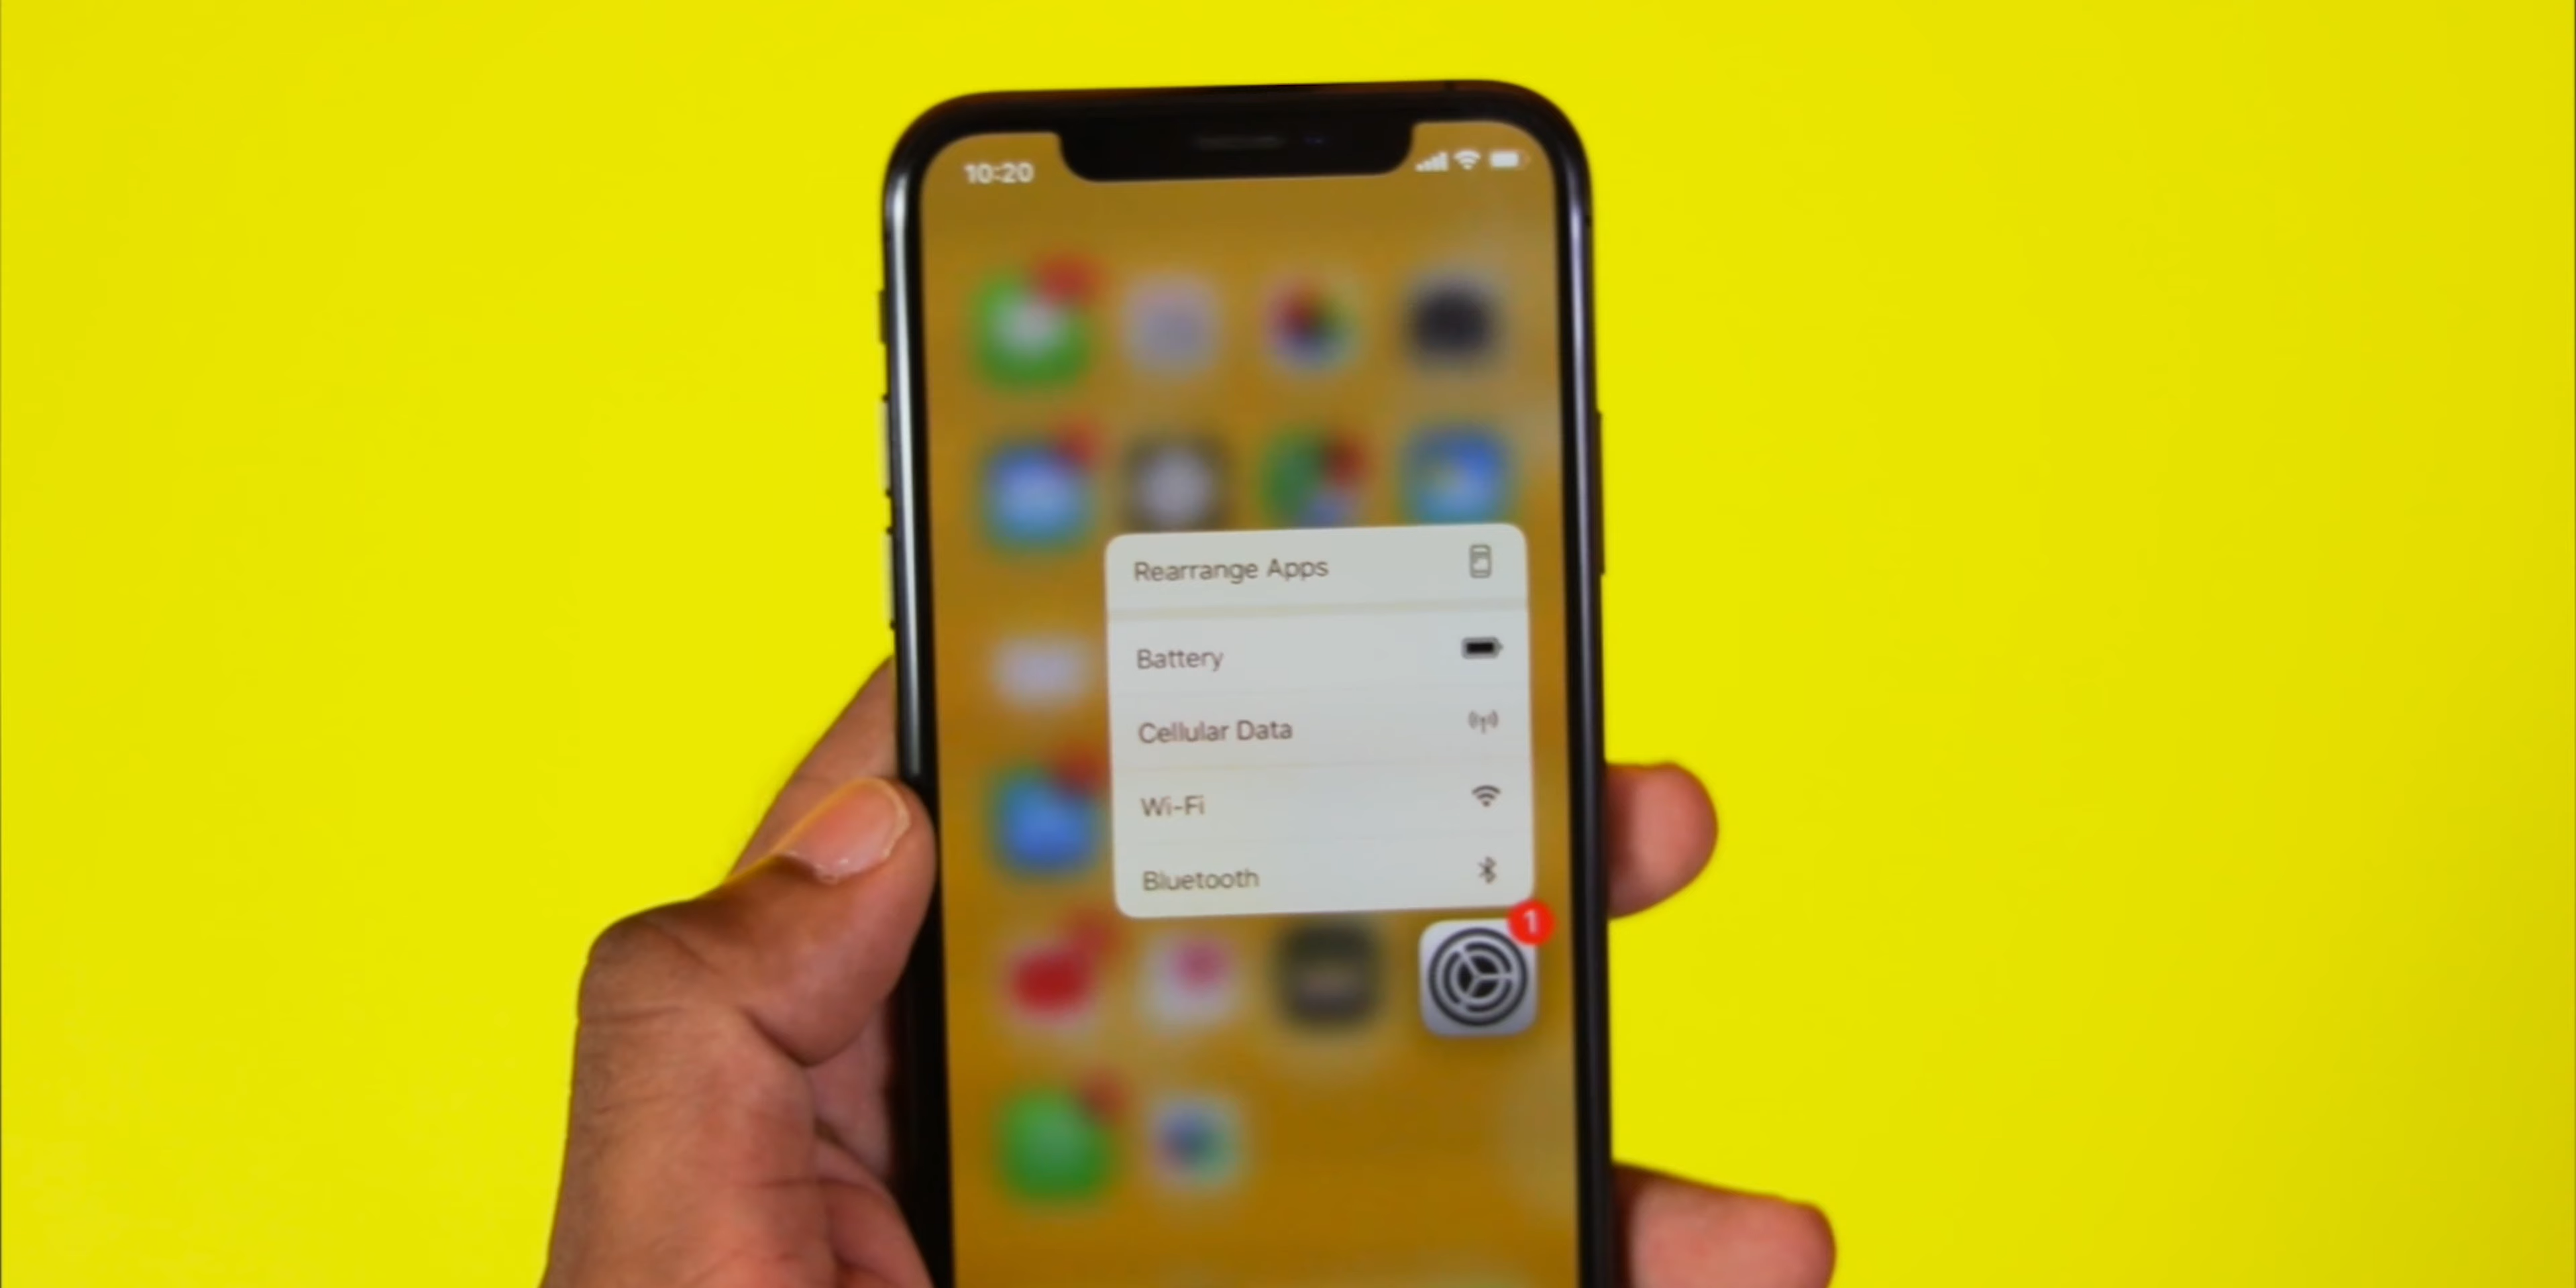 10:20
Rearrange Apps
Battery
Cellular Data
Wi-Fi
Bluetooth
1